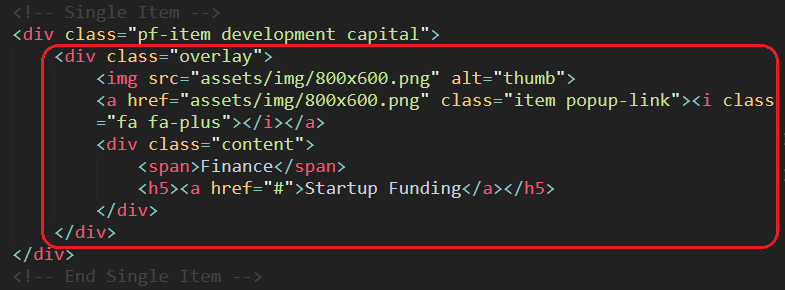 <!-- Single Item -->
<div class="pf-item development capital">
<div class="overlay">
<img src="assets/img/800x600.png" alt="thumb">
<a href="assets/img/800x600.png" class="item popup-link"><i class
="fa fa-plus"></i></a>
<div class="content">
<span>Finance</span>
<h5><a href="#">Startup Funding</a></h5>
</div>
</div>
</div>
<!-- End Single Item -->